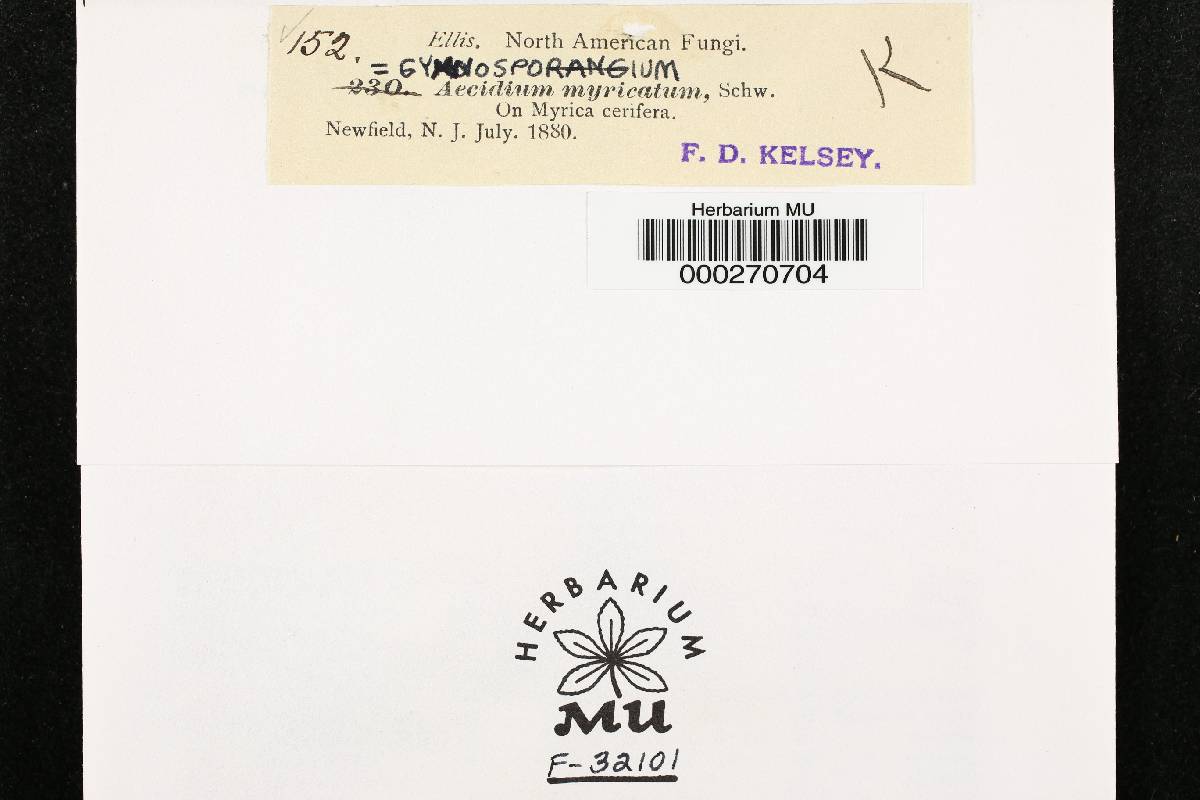 152. Ellis. North American Fungi.
= GYMNOSPORANGIUM
230. Aecidium myricatum, Schw.
K
On Myrica cerifera.
Newfield, N. J. July. 1880.
F. D. KELSEY.
Herbarium MU
000270704
HERBARIUM
MU
F-32101